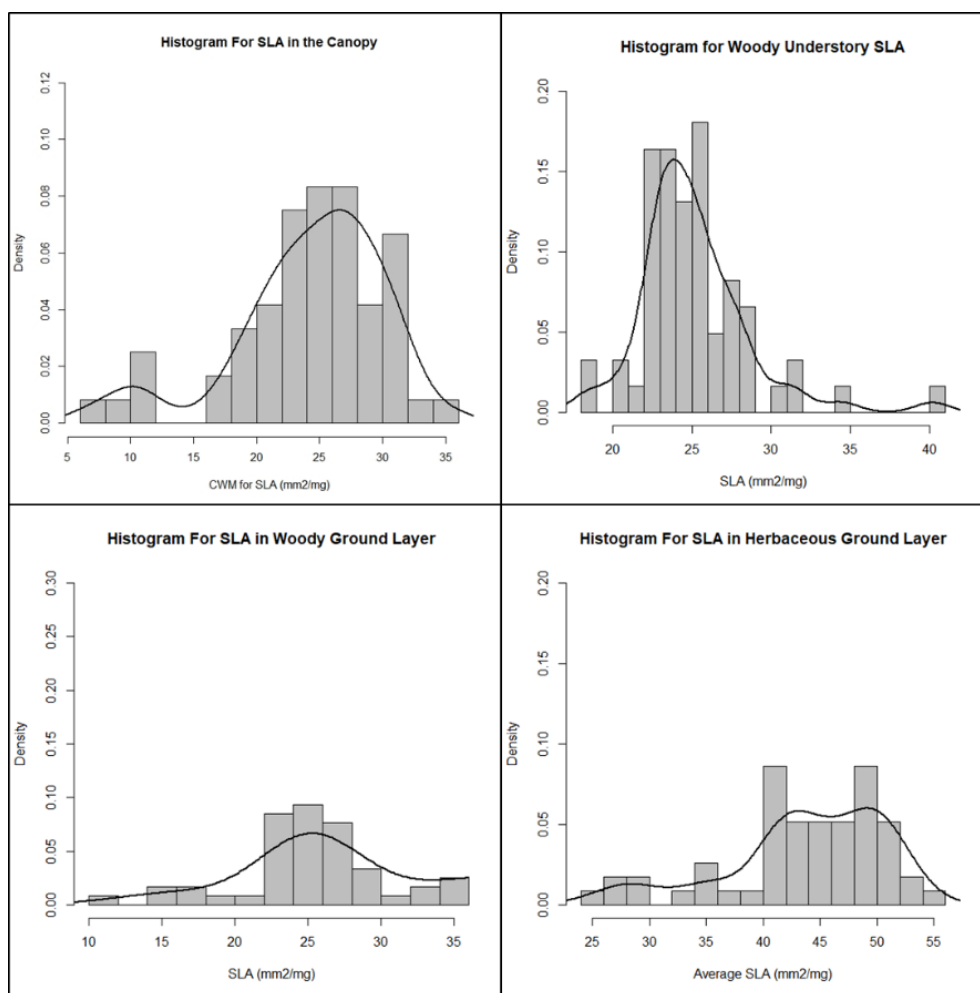 Histogram For SLA in the Canopy
Density
0.12
0.10
0.08
0.06
0.04
0.02
0.00
5 10 15 20 25 30 35
CWM for SLA (mm2/mg)
Histogram for Woody Understory SLA
Density
0.20
0.15
0.10
0.05
0.00
20 25 30 35 40
SLA (mm2/mg)
Histogram For SLA in Woody Ground Layer
Density
0.30
0.25
0.20
0.15
0.10
0.05
0.00
10 15 20 25 30 35
SLA (mm2/mg)
Histogram For SLA in Herbaceous Ground Layer
Density
0.20
0.15
0.10
0.05
0.00
25 30 35 40 45 50 55
Average SLA (mm2/mg)